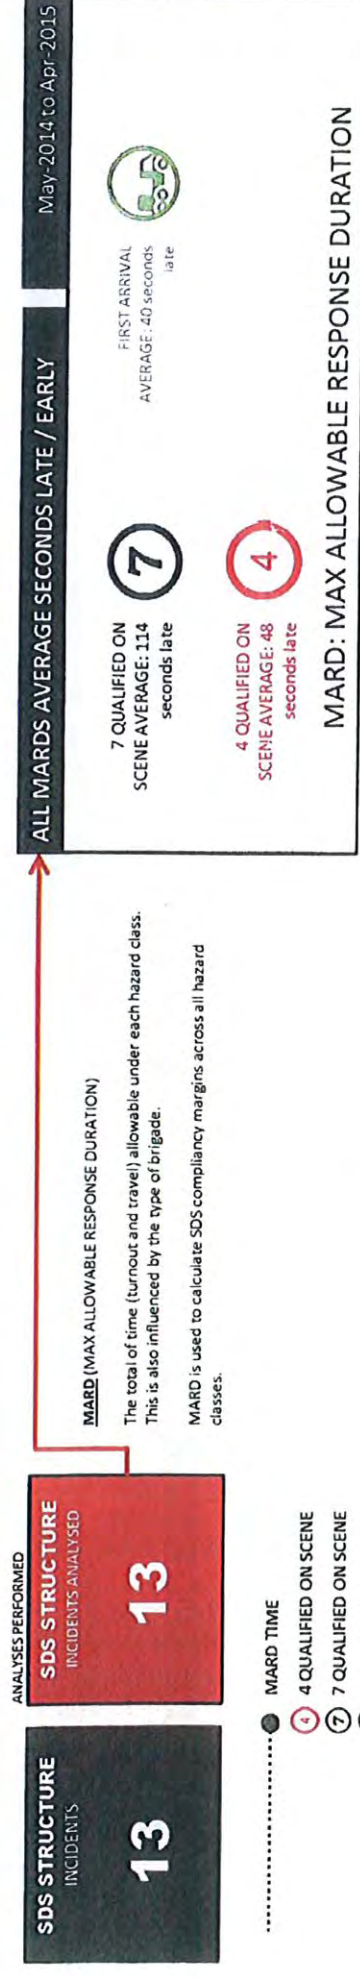 SDS STRUCTURE
INCIDENTS
13
ANALYSES PERFORMED
SDS STRUCTURE
INCIDENTS ANALYSED
13
MARD (MAX ALLOWABLE RESPONSE DURATION)
The total of time (turnout and travel) allowable under each hazard class.
This is also influenced by the type of brigade.
MARD is used to calculate SDS compliancy margins across all hazard
classes.
MARD TIME
4 4 QUALIFIED ON SCENE
7 7 QUALIFIED ON SCENE
ALL MARDS AVERAGE SECONDS LATE / EARLY
May-2014 to Apr-2015
7 QUALIFIED ON
SCENE AVERAGE: 114
seconds late
7
FIRST ARRIVAL
AVERAGE: 40 seconds
late
4 QUALIFIED ON
SCENE AVERAGE: 48
seconds late
4
MARD: MAX ALLOWABLE RESPONSE DURATION